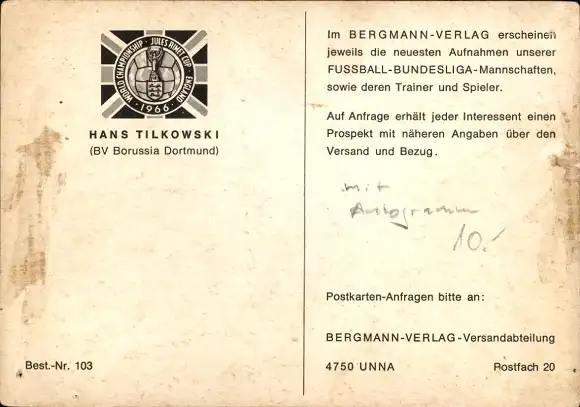 WORLD CHAMPIONSHIP · JULES RIMET CUP · ENGLAND
· 1966 ·
HANS TILKOWSKI
(BV Borussia Dortmund)
Best.-Nr. 103
Im BERGMANN-VERLAG erscheinen
jeweils die neuesten Aufnahmen unserer
FUSSBALL-BUNDESLIGA-Mannschaften,
sowie deren Trainer und Spieler.
Auf Anfrage erhält jeder Interessent einen
Prospekt mit näheren Angaben über den
Versand und Bezug.
mit
Autogramm
10.-
Postkarten-Anfragen bitte an:
BERGMANN-VERLAG-Versandabteilung
4750 UNNA Postfach 20